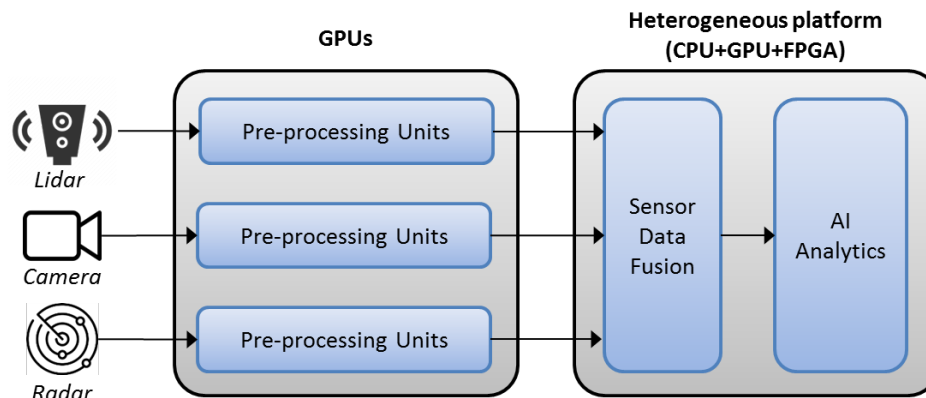 GPUs
Heterogeneous platform
(CPU+GPU+FPGA)
Lidar
Pre-processing Units
Camera
Pre-processing Units
Radar
Pre-processing Units
Sensor
Data
Fusion
AI
Analytics